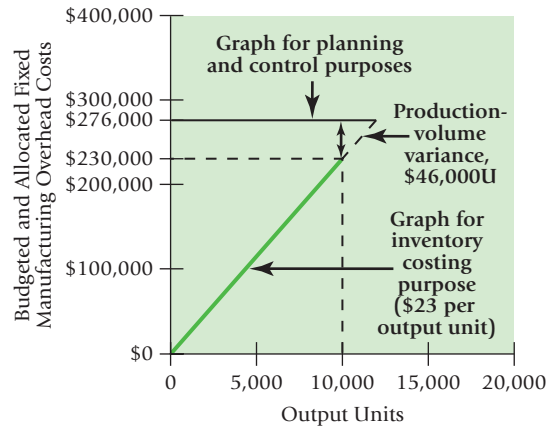 $400,000
Graph for planning
and control purposes
$300,000
$276,000
Production-
volume
variance,
$46,000U
$230,000
$200,000
Graph for
inventory
costing
purpose
($23 per
output unit)
$100,000
$0
0 5,000 10,000 15,000 20,000
Output Units
Budgeted and Allocated Fixed
Manufacturing Overhead Costs